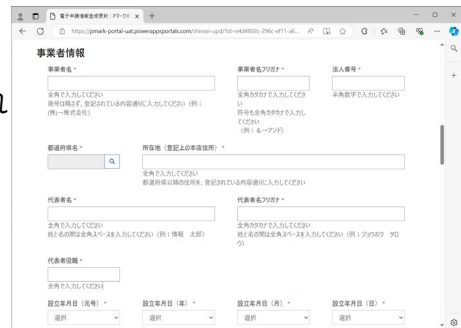 電子申請情報登録更新 | Pマークポ
https://pmark-portal-uat.powerappsportals.com/shinsei-upd/?id=e4d4892c-296c-ef11-a6...
事業者情報
事業者名 *
事業者名フリガナ *
法人番号 *
全角で入力してください
商号は略さず、登記されている内容通りに入力してください（例：
(株)→株式会社）
全角カタカナで入力してくださ
い
符号も全角カタカナで入力し
てください
（例：＆→アンド）
半角数字で入力してください
都道府県名 *
所在地（登記上の本店住所） *
全角で入力してください
都道府県以降の住所を、登記されている内容通りに入力してください
代表者名 *
代表者名フリガナ *
全角で入力してください
姓と名の間は全角スペースを入力してください（例：情報　太郎）
全角カタカナで入力してください
姓と名の間は全角スペースを入力してください（例：ジョウホウ　タロ
ウ）
代表者役職 *
全角で入力してください
設立年月日（元号） *
設立年月日（年） *
設立年月日（月） *
設立年月日（日） *
選択
選択
選択
選択